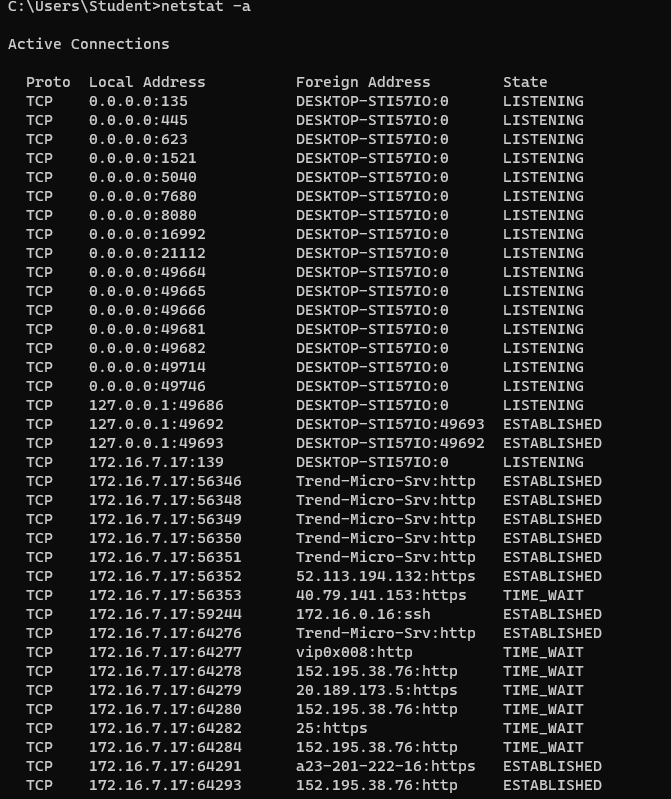 C:\Users\Student>netstat -a
Active Connections
Proto  Local Address          Foreign Address        State
TCP    0.0.0.0:135            DESKTOP-STI57IO:0      LISTENING
TCP    0.0.0.0:445            DESKTOP-STI57IO:0      LISTENING
TCP    0.0.0.0:623            DESKTOP-STI57IO:0      LISTENING
TCP    0.0.0.0:1521           DESKTOP-STI57IO:0      LISTENING
TCP    0.0.0.0:5040           DESKTOP-STI57IO:0      LISTENING
TCP    0.0.0.0:7680           DESKTOP-STI57IO:0      LISTENING
TCP    0.0.0.0:8080           DESKTOP-STI57IO:0      LISTENING
TCP    0.0.0.0:16992          DESKTOP-STI57IO:0      LISTENING
TCP    0.0.0.0:21112          DESKTOP-STI57IO:0      LISTENING
TCP    0.0.0.0:49664          DESKTOP-STI57IO:0      LISTENING
TCP    0.0.0.0:49665          DESKTOP-STI57IO:0      LISTENING
TCP    0.0.0.0:49666          DESKTOP-STI57IO:0      LISTENING
TCP    0.0.0.0:49681          DESKTOP-STI57IO:0      LISTENING
TCP    0.0.0.0:49682          DESKTOP-STI57IO:0      LISTENING
TCP    0.0.0.0:49714          DESKTOP-STI57IO:0      LISTENING
TCP    0.0.0.0:49746          DESKTOP-STI57IO:0      LISTENING
TCP    127.0.0.1:49686        DESKTOP-STI57IO:0      LISTENING
TCP    127.0.0.1:49692        DESKTOP-STI57IO:49693  ESTABLISHED
TCP    127.0.0.1:49693        DESKTOP-STI57IO:49692  ESTABLISHED
TCP    172.16.7.17:139        DESKTOP-STI57IO:0      LISTENING
TCP    172.16.7.17:56346      Trend-Micro-Srv:http   ESTABLISHED
TCP    172.16.7.17:56348      Trend-Micro-Srv:http   ESTABLISHED
TCP    172.16.7.17:56349      Trend-Micro-Srv:http   ESTABLISHED
TCP    172.16.7.17:56350      Trend-Micro-Srv:http   ESTABLISHED
TCP    172.16.7.17:56351      Trend-Micro-Srv:http   ESTABLISHED
TCP    172.16.7.17:56352      52.113.194.132:https   ESTABLISHED
TCP    172.16.7.17:56353      40.79.141.153:https    TIME_WAIT
TCP    172.16.7.17:59244      172.16.0.16:ssh        ESTABLISHED
TCP    172.16.7.17:64276      Trend-Micro-Srv:http   ESTABLISHED
TCP    172.16.7.17:64277      vip0x008:http          TIME_WAIT
TCP    172.16.7.17:64278      152.195.38.76:http     TIME_WAIT
TCP    172.16.7.17:64279      20.189.173.5:https     TIME_WAIT
TCP    172.16.7.17:64280      152.195.38.76:http     TIME_WAIT
TCP    172.16.7.17:64282      25:https               TIME_WAIT
TCP    172.16.7.17:64284      152.195.38.76:http     TIME_WAIT
TCP    172.16.7.17:64291      a23-201-222-16:https   ESTABLISHED
TCP    172.16.7.17:64293      152.195.38.76:http     ESTABLISHED